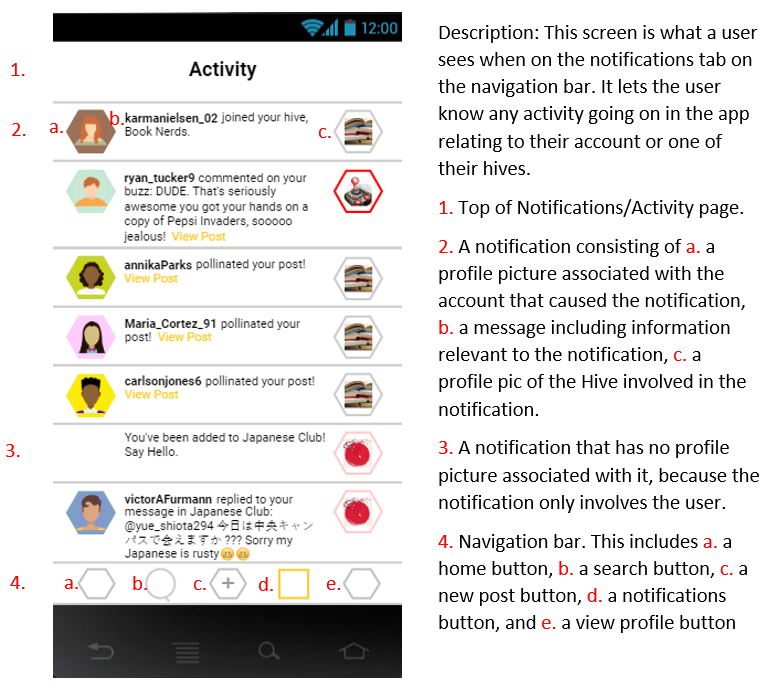 12:00
1.
Activity
2.
a.
b.
karmanielsen_02 joined your hive,
Book Nerds.
c.
ryan_tucker9 commented on your
buzz: DUDE. That's seriously
awesome you got your hands on a
copy of Pepsi Invaders, sooooo
jealous! View Post
annikaParks pollinated your post!
View Post
Maria_Cortez_91 pollinated your
post! View Post
carlsonjones6 pollinated your post!
View Post
3.
You've been added to Japanese Club!
Say Hello.
victorAFurmann replied to your
message in Japanese Club:
@yue_shiota294 今日は中央キャン
パスで会えますか ??? Sorry my
Japanese is rusty😬😬
4.
a.
b.
c.
+
d.
e.
Description: This screen is what a user
sees when on the notifications tab on
the navigation bar. It lets the user
know any activity going on in the app
relating to their account or one of
their hives.
1. Top of Notifications/Activity page.
2. A notification consisting of a. a
profile picture associated with the
account that caused the notification,
b. a message including information
relevant to the notification, c. a
profile pic of the Hive involved in the
notification.
3. A notification that has no profile
picture associated with it, because the
notification only involves the user.
4. Navigation bar. This includes a. a
home button, b. a search button, c. a
new post button, d. a notifications
button, and e. a view profile button